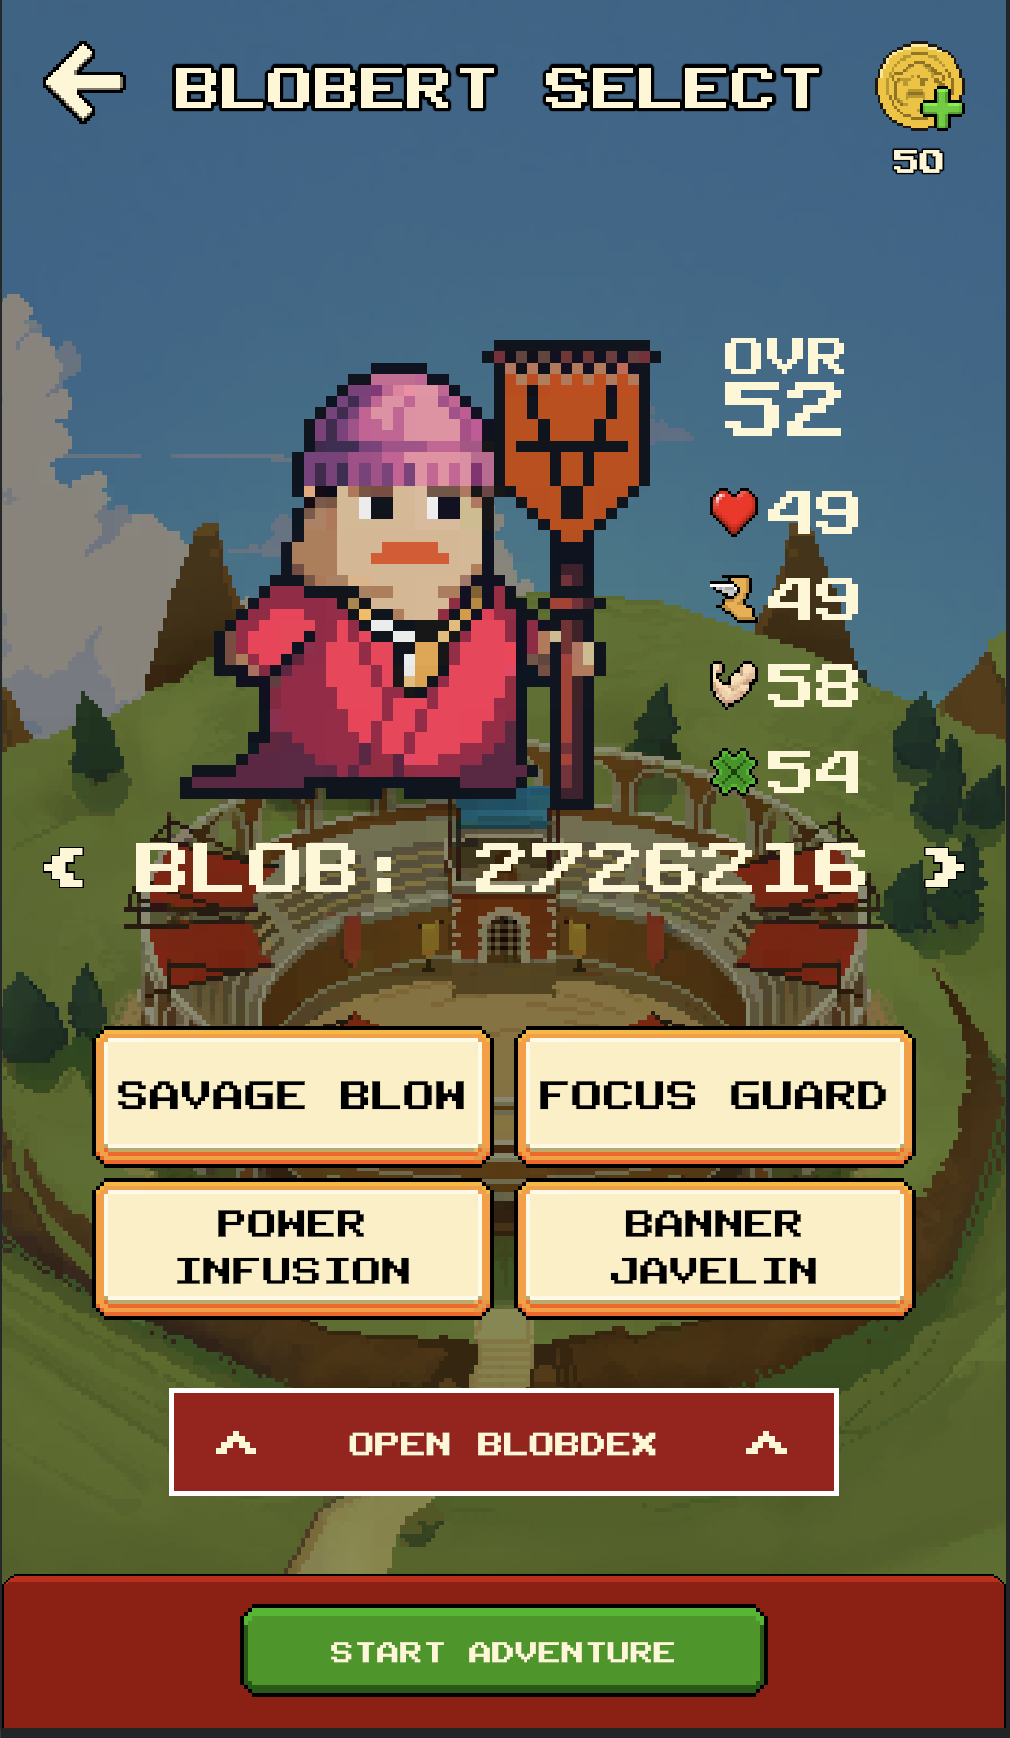 BLOBERT SELECT
50
OVR
52
49
49
58
54
BLOB: 2726216
SAVAGE BLOW
FOCUS GUARD
POWER
INFUSION
BANNER
JAVELIN
OPEN BLOBDEX
START ADVENTURE